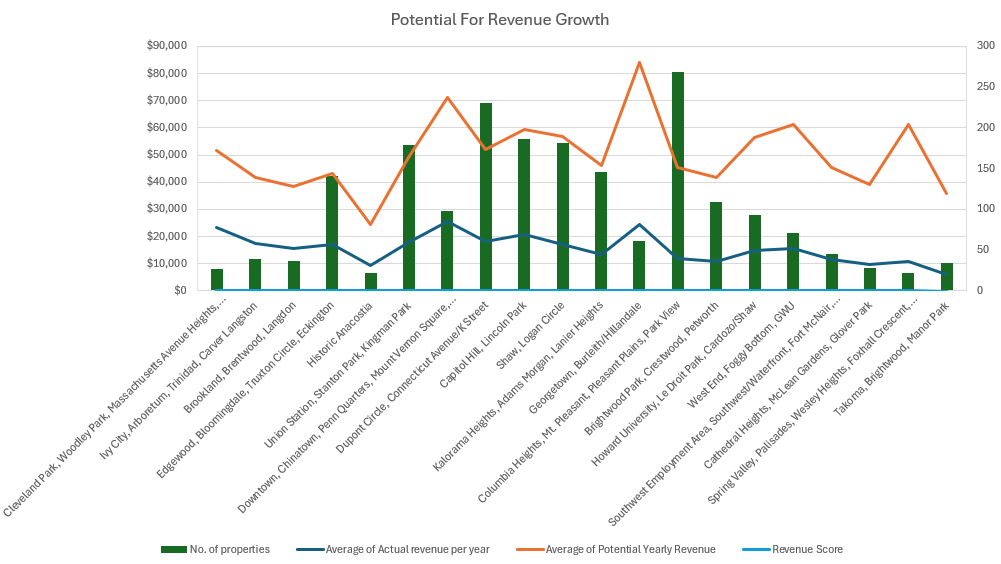 Potential For Revenue Growth
$90,000
$80,000
$70,000
$60,000
$50,000
$40,000
$30,000
$20,000
$10,000
$0
300
250
200
150
100
50
0
Cleveland Park, Woodley Park, Massachusetts Avenue Heights,...
Ivy City, Arboretum, Trinidad, Carver Langston
Brookland, Brentwood, Langdon
Edgewood, Bloomingdale, Truxton Circle, Eckington
Historic Anacostia
Union Station, Stanton Park, Kingman Park
Downtown, Chinatown, Penn Quarters, Mount Vernon Square,...
Dupont Circle, Connecticut Avenue/K Street
Capitol Hill, Lincoln Park
Shaw, Logan Circle
Kalorama Heights, Adams Morgan, Lanier Heights
Georgetown, Burleith/Hillandale
Columbia Heights, Mt. Pleasant, Pleasant Plains, Park View
Brightwood Park, Crestwood, Petworth
Howard University, Le Droit Park, Cardozo/Shaw
West End, Foggy Bottom, GWU
Southwest Employment Area, Southwest/Waterfront, Fort McNair,...
Cathedral Heights, McLean Gardens, Glover Park
Spring Valley, Palisades, Wesley Heights, Foxhall Crescent,...
Takoma, Brightwood, Manor Park
No. of properties
Average of Actual revenue per year
Average of Potential Yearly Revenue
Revenue Score